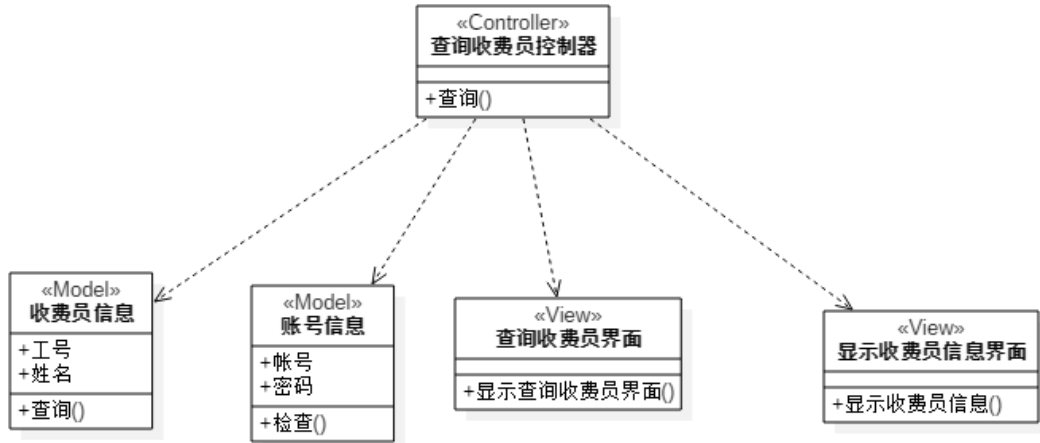 «Controller»
查询收费员控制器
+查询()
«Model»
收费员信息
+工号
+姓名
+查询()
«Model»
账号信息
+帐号
+密码
+检查()
«View»
查询收费员界面
+显示查询收费员界面()
«View»
显示收费员信息界面
+显示收费员信息()